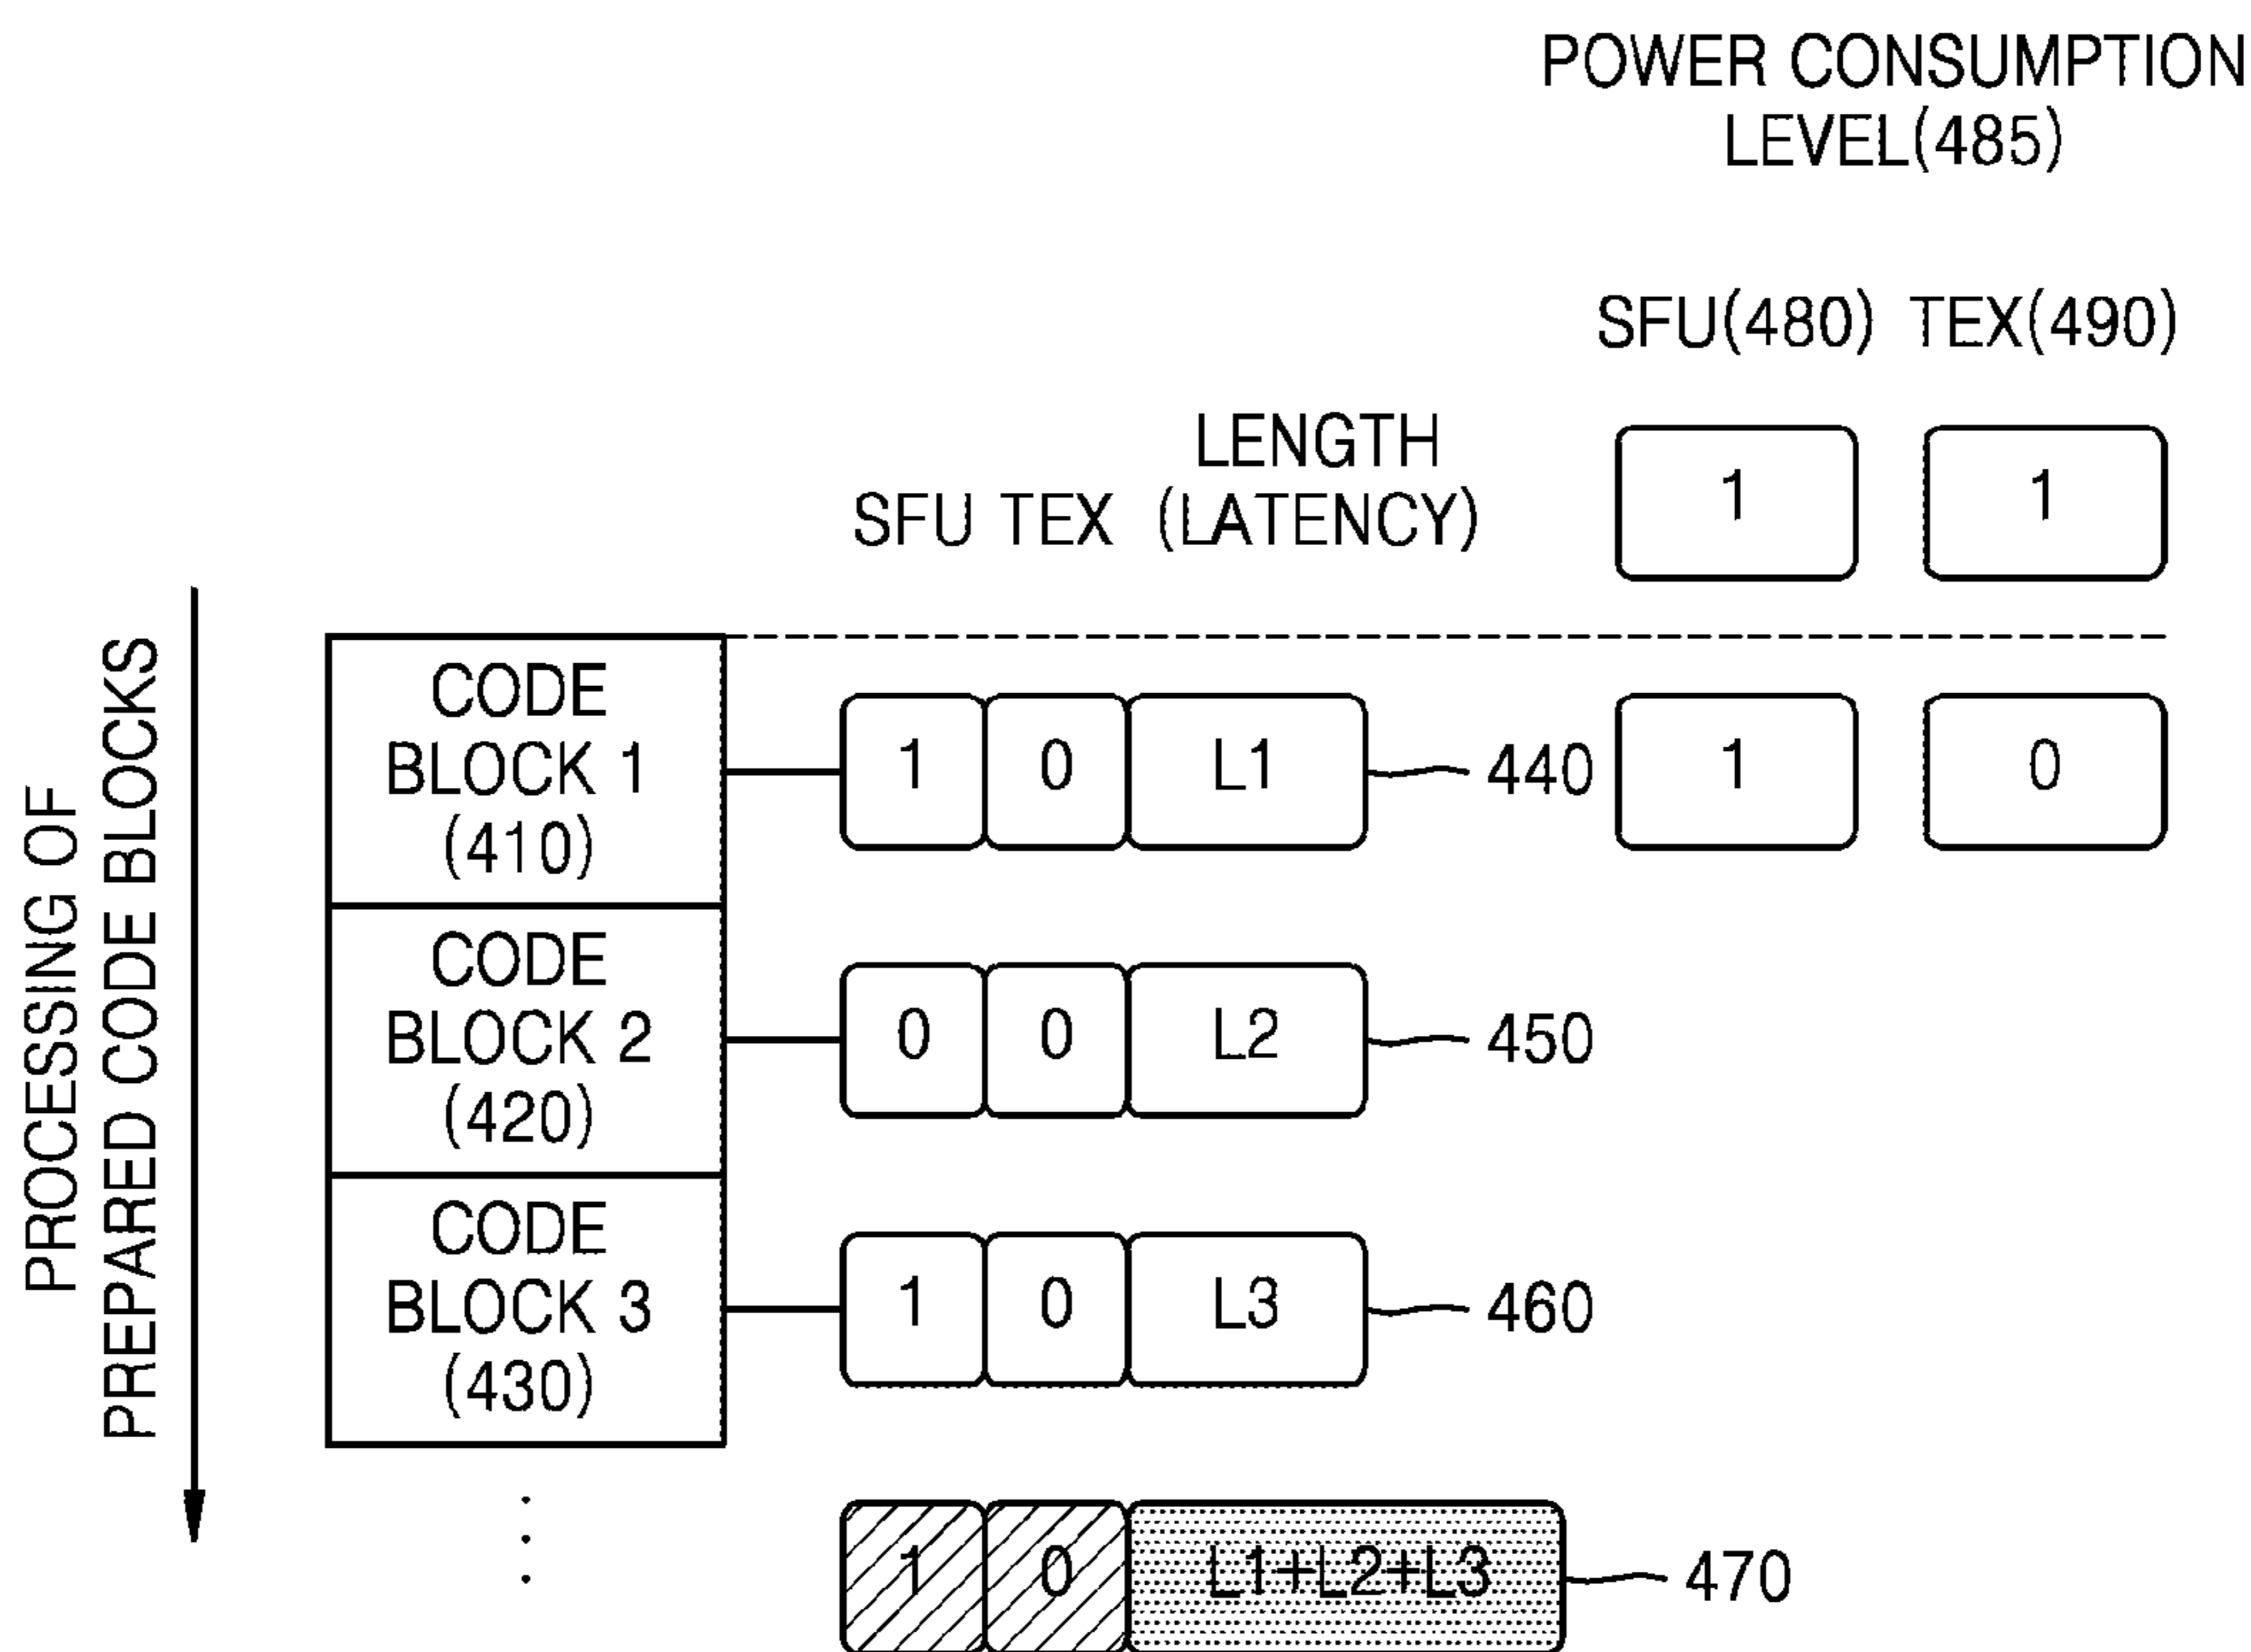 POWER CONSUMPTION
LEVEL(485)
SFU(480) TEX(490)
LENGTH
SFU TEX (LATENCY)
1 1
PROCESSING OF
PREPARED CODE BLOCKS
CODE
BLOCK 1
(410)
1 0 L1 440 1 0
CODE
BLOCK 2
(420)
0 0 L2 450
CODE
BLOCK 3
(430)
1 0 L3 460
1 0 L1+L2+L3 470